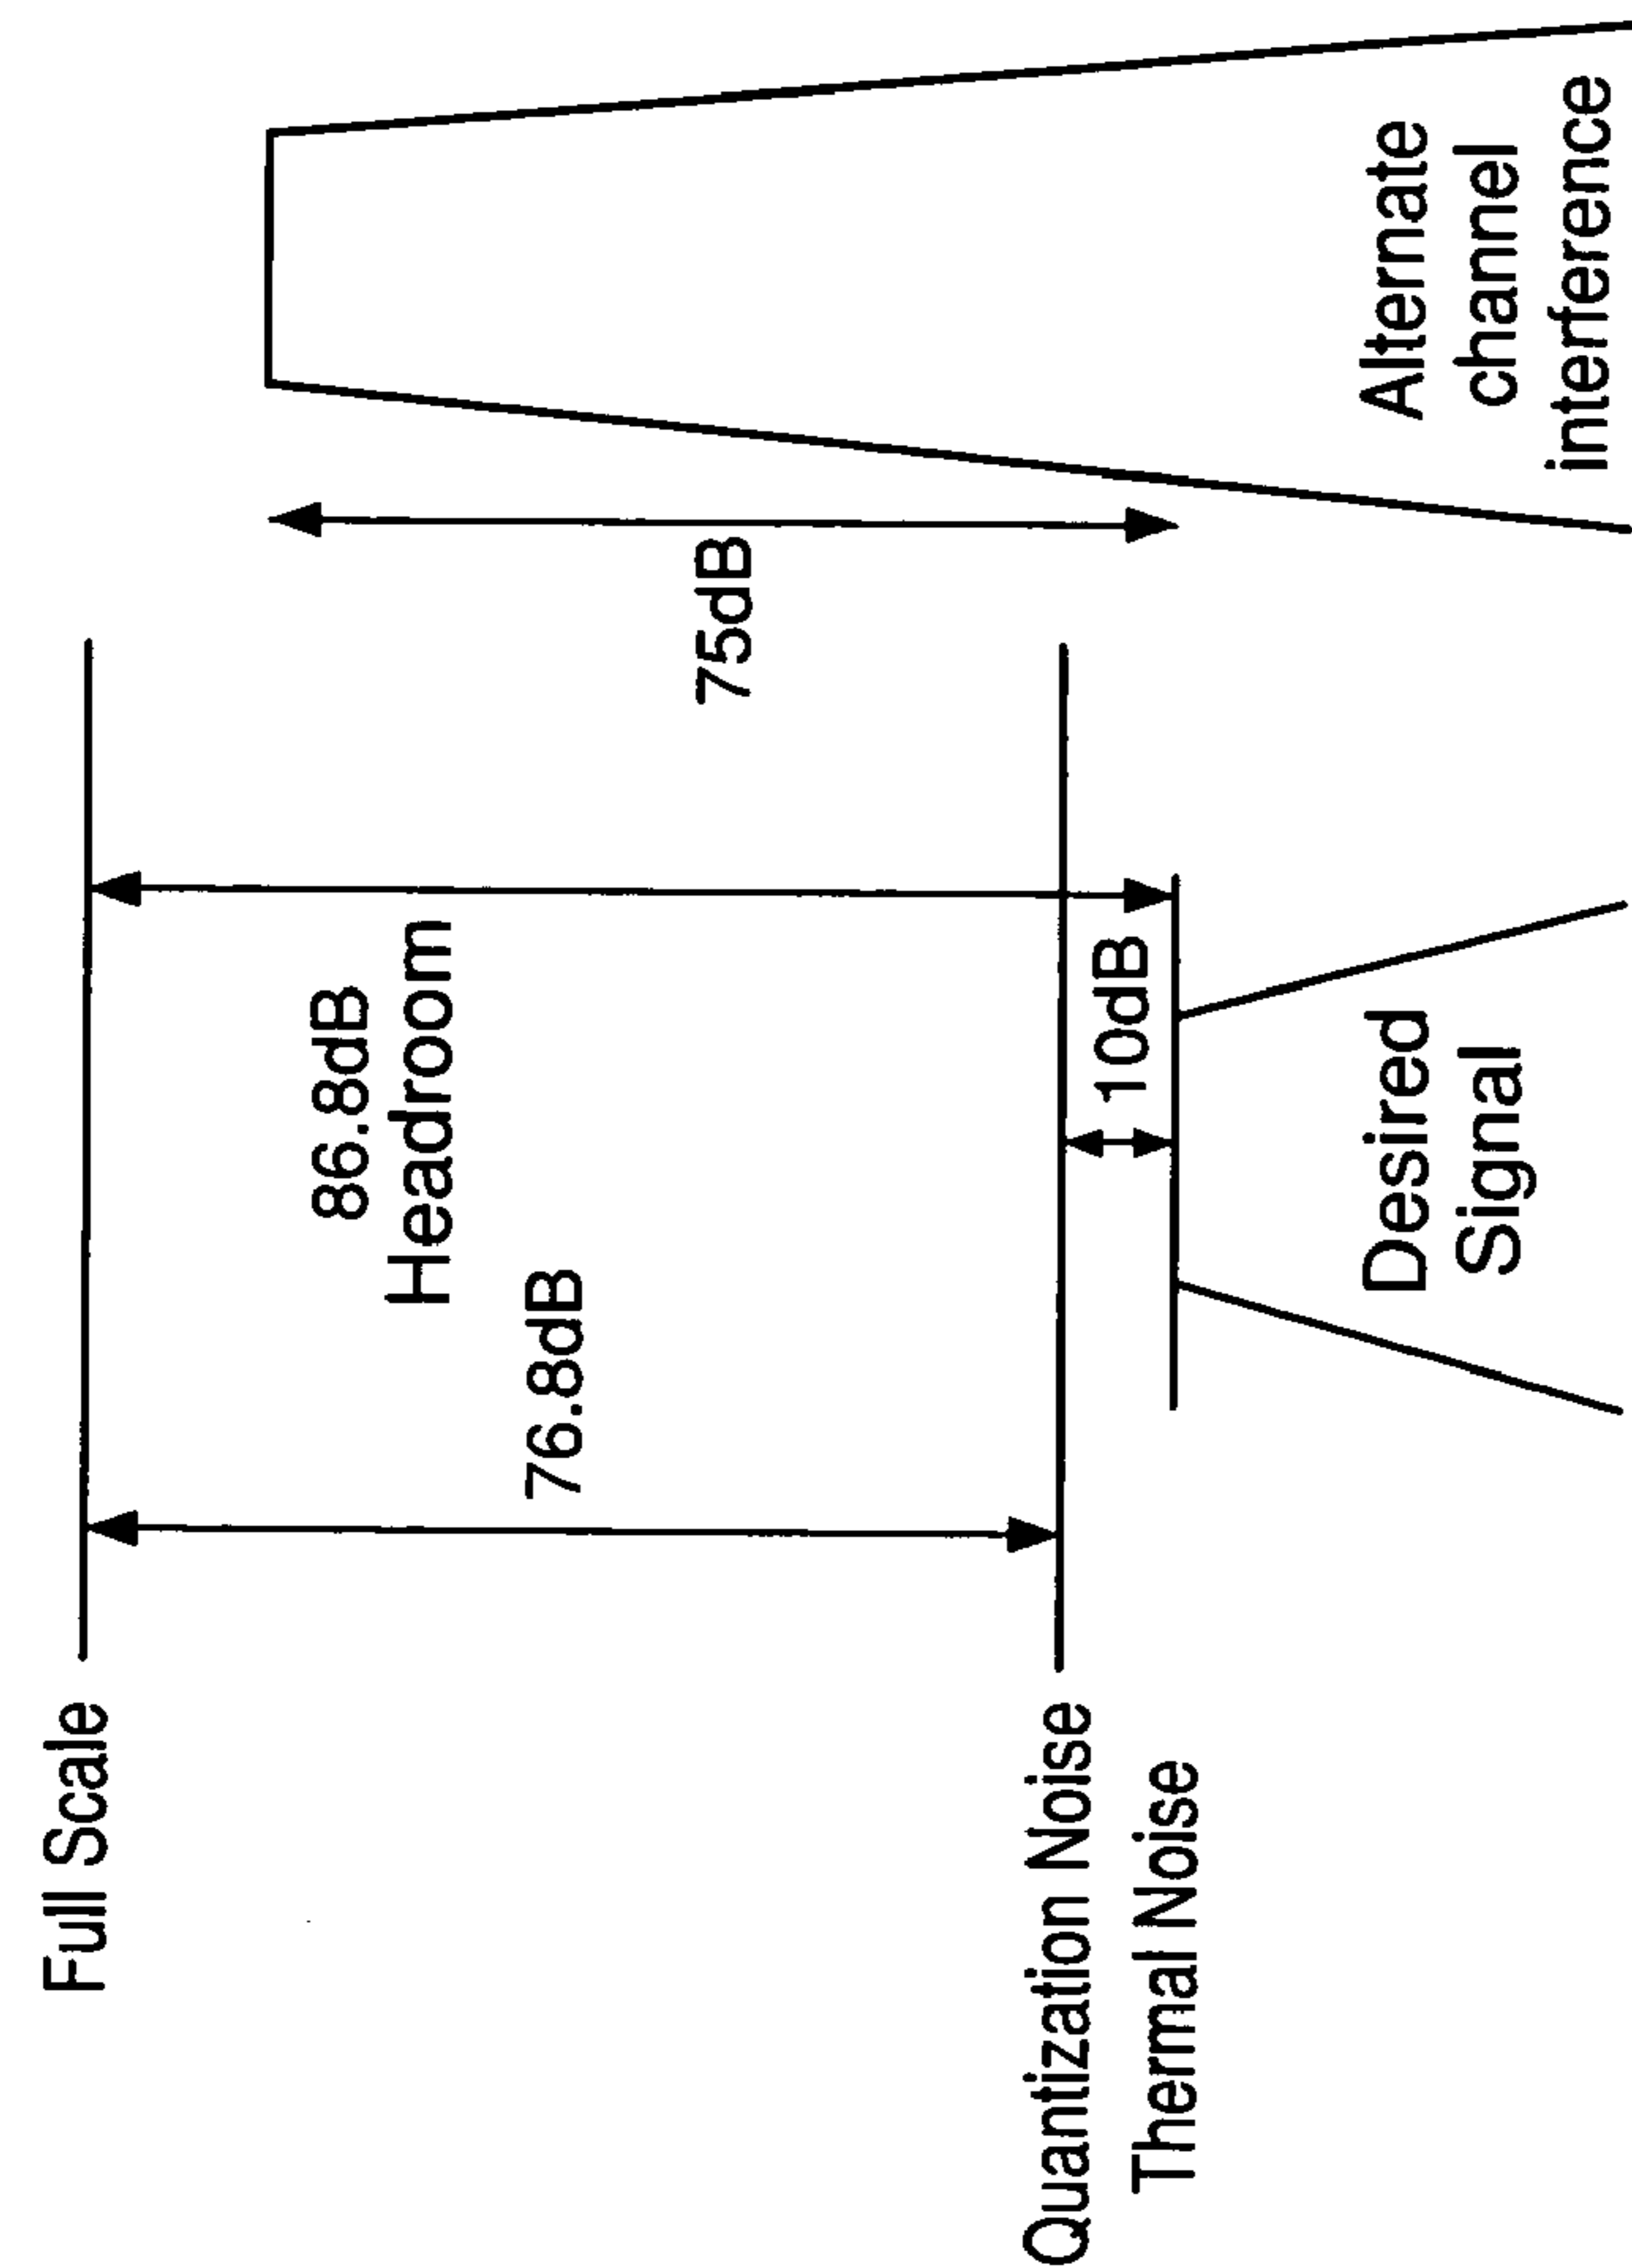 Full Scale
86.8dB
Headroom
76.8dB
75dB
Quantization Noise
10dB
Thermal Noise
Desired
Signal
Alternate
channel
interference